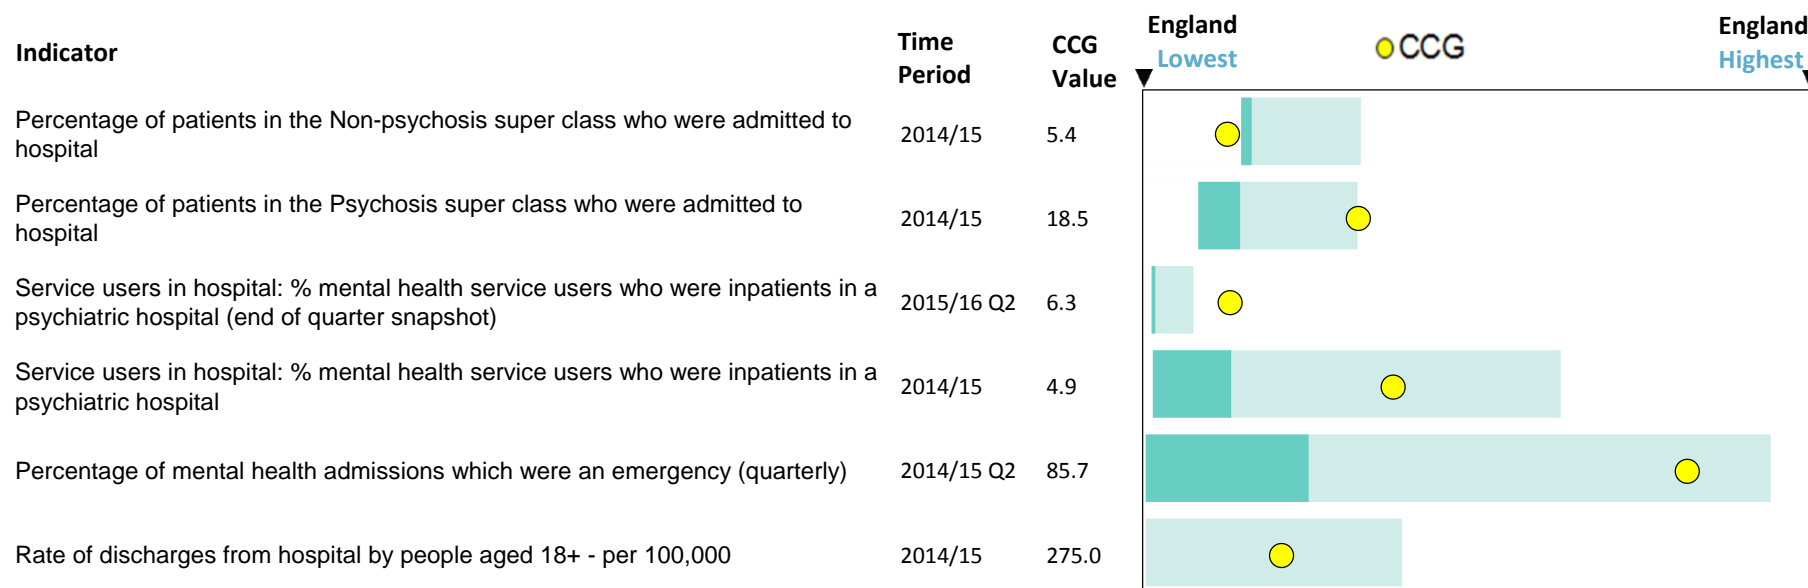 Indicator
Time
Period
CCG
Value
England
Lowest
CCG
England
Highest
Percentage of patients in the Non-psychosis super class who were admitted to
hospital
2014/15
5.4
Percentage of patients in the Psychosis super class who were admitted to
hospital
2014/15
18.5
Service users in hospital: % mental health service users who were inpatients in a
psychiatric hospital (end of quarter snapshot)
2015/16 Q2
6.3
Service users in hospital: % mental health service users who were inpatients in a
psychiatric hospital
2014/15
4.9
Percentage of mental health admissions which were an emergency (quarterly)
2014/15 Q2
85.7
Rate of discharges from hospital by people aged 18+ - per 100,000
2014/15
275.0